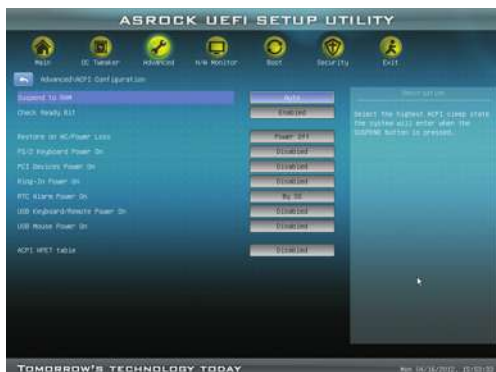 ASROCK UEFI SETUP UTILITY
Main OC Tweaker Advanced H/W Monitor Boot Security Exit
Advanced\ACPI Configuration
Suspend to RAM Auto
Check Ready Bit Enabled
Restore on AC/Power Loss Power Off
PS/2 Keyboard Power On Disabled
PCI Devices Power On Disabled
Ring-In Power On Disabled
RTC Alarm Power On By OS
USB Keyboard/Remote Power On Disabled
USB Mouse Power On Disabled
ACPI HPET table Disabled
Description
Select the highest ACPI sleep state
the system will enter when the
SUSPEND button is pressed.
TOMORROW'S TECHNOLOGY TODAY
Mon 04/16/2012,